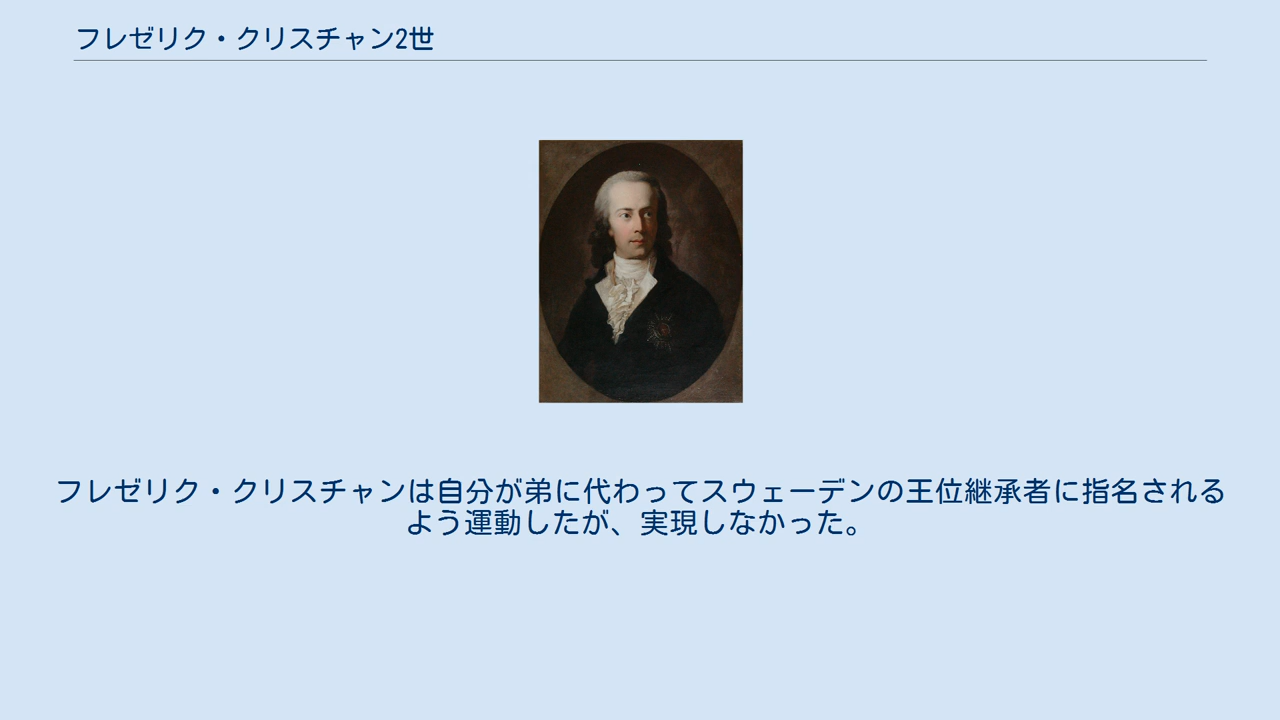 フレゼリク・クリスチャン2世
フレゼリク・クリスチャンは自分が弟に代わってスウェーデンの王位継承者に指名される
よう運動したが、実現しなかった。